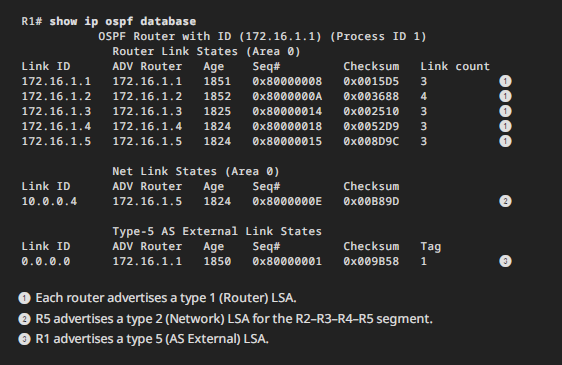 R1# show ip ospf database
OSPF Router with ID (172.16.1.1) (Process ID 1)
Router Link States (Area 0)
Link ID ADV Router Age Seq# Checksum Link count
172.16.1.1 172.16.1.1 1851 0x80000008 0x0015D5 3 1
172.16.1.2 172.16.1.2 1852 0x8000000A 0x003688 4 1
172.16.1.3 172.16.1.3 1825 0x80000014 0x002510 3 1
172.16.1.4 172.16.1.4 1824 0x80000018 0x0052D9 3 1
172.16.1.5 172.16.1.5 1824 0x80000015 0x008D9C 3 1
Net Link States (Area 0)
Link ID ADV Router Age Seq# Checksum
10.0.0.4 172.16.1.5 1824 0x8000000E 0x00B89D 2
Type-5 AS External Link States
Link ID ADV Router Age Seq# Checksum Tag
0.0.0.0 172.16.1.1 1850 0x80000001 0x009B58 1 3
1 Each router advertises a type 1 (Router) LSA.
2 R5 advertises a type 2 (Network) LSA for the R2–R3–R4–R5 segment.
3 R1 advertises a type 5 (AS External) LSA.